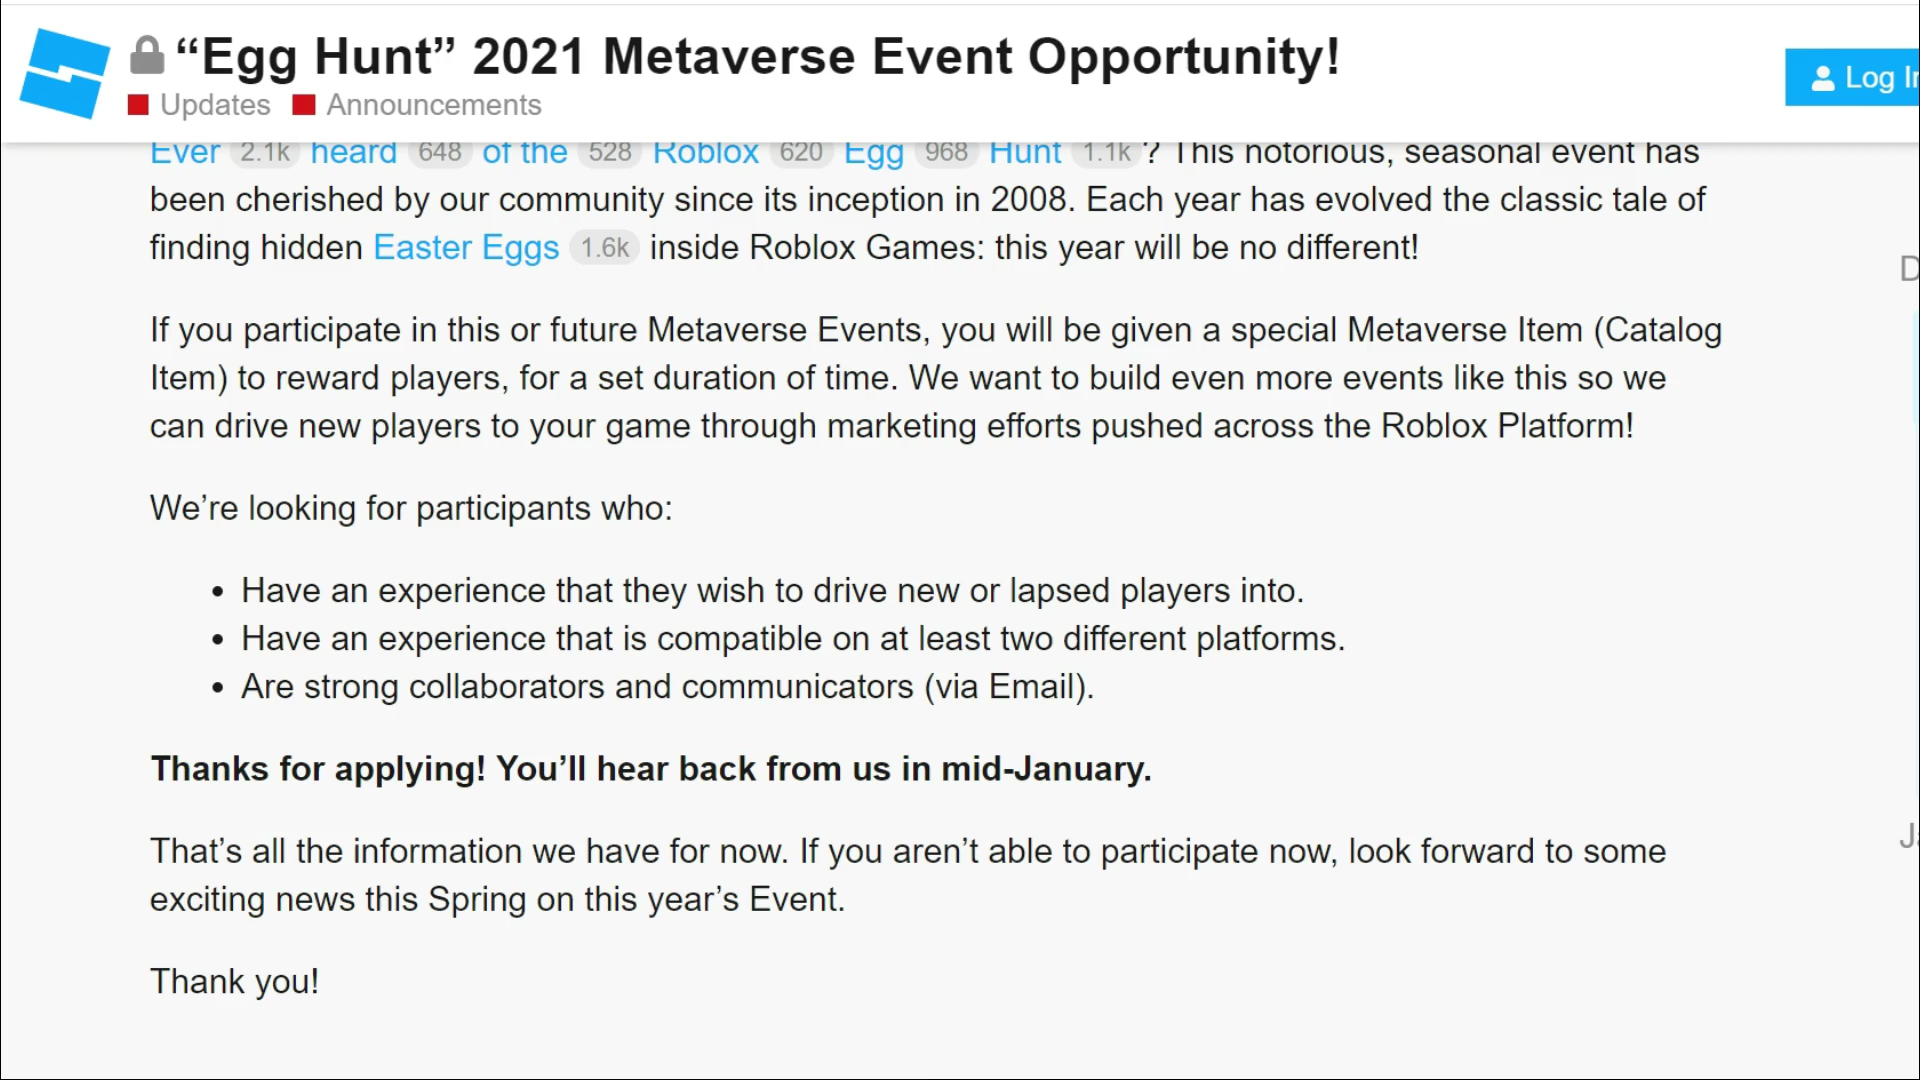 “Egg Hunt” 2021 Metaverse Event Opportunity!
Updates Announcements
Log
Ever 2.1k heard 648 of the 528 Roblox 620 Egg 968 Hunt 1.1k ? This notorious, seasonal event has
been cherished by our community since its inception in 2008. Each year has evolved the classic tale of
finding hidden Easter Eggs 1.6k inside Roblox Games: this year will be no different!
If you participate in this or future Metaverse Events, you will be given a special Metaverse Item (Catalog
Item) to reward players, for a set duration of time. We want to build even more events like this so we
can drive new players to your game through marketing efforts pushed across the Roblox Platform!
We’re looking for participants who:
• Have an experience that they wish to drive new or lapsed players into.
• Have an experience that is compatible on at least two different platforms.
• Are strong collaborators and communicators (via Email).
Thanks for applying! You’ll hear back from us in mid-January.
That’s all the information we have for now. If you aren’t able to participate now, look forward to some
exciting news this Spring on this year’s Event.
Thank you!